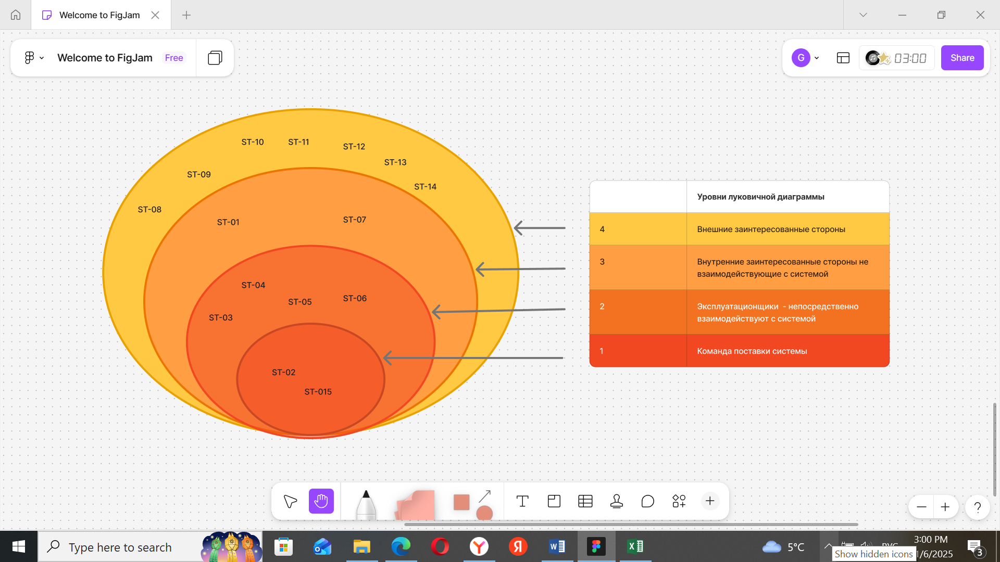 Welcome to FigJam
Welcome to FigJam
Free
G
03:00
Share
ST-10
ST-11
ST-12
ST-13
ST-09
ST-14
ST-08
ST-01
ST-07
ST-04
ST-05
ST-06
ST-03
ST-02
ST-015
Уровни луковичной диаграммы
4
Внешние заинтересованные стороны
3
Внутренние заинтересованные стороны не
взаимодействующие с системой
2
Эксплуатационщики - непосредственно
взаимодействуют с системой
1
Команда поставки системы
Type here to search
5°C
3:00 PM
/6/2025
3
Show hidden icons